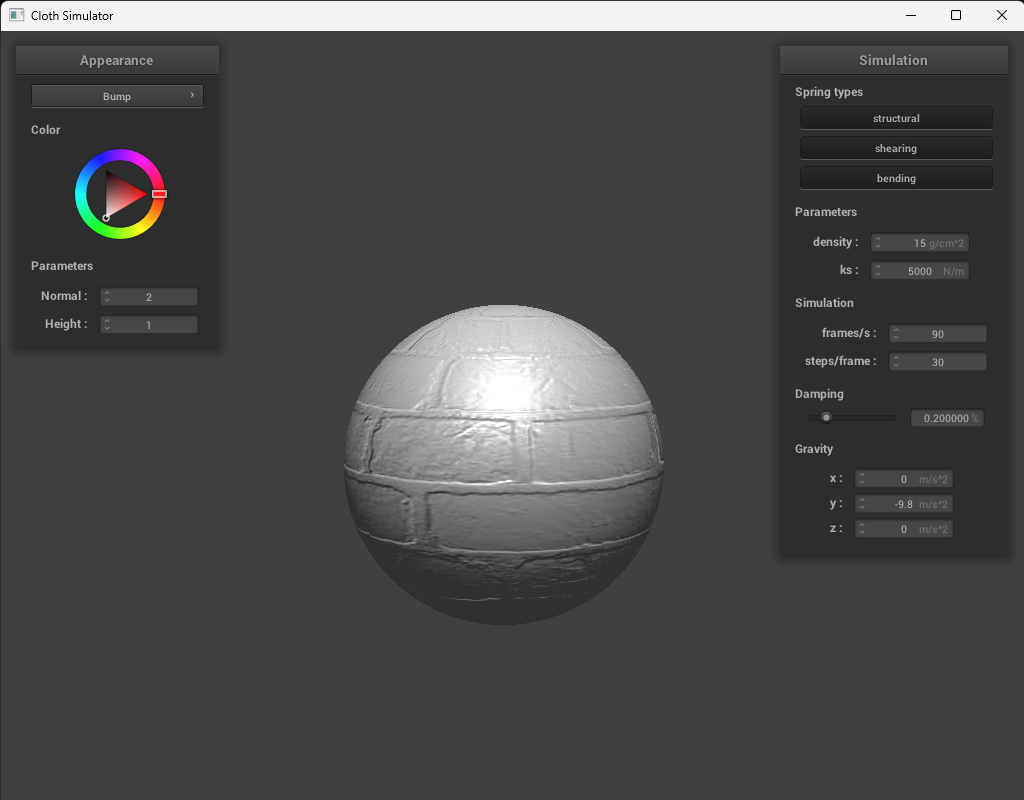 Cloth Simulator
Appearance
Bump
Color
Parameters
Normal : 2
Height : 1
Simulation
Spring types
structural
shearing
bending
Parameters
density : 15 g/cm^2
ks : 5000 N/m
Simulation
frames/s : 90
steps/frame : 30
Damping
0.200000 %
Gravity
x : 0 m/s^2
y : -9.8 m/s^2
z : 0 m/s^2